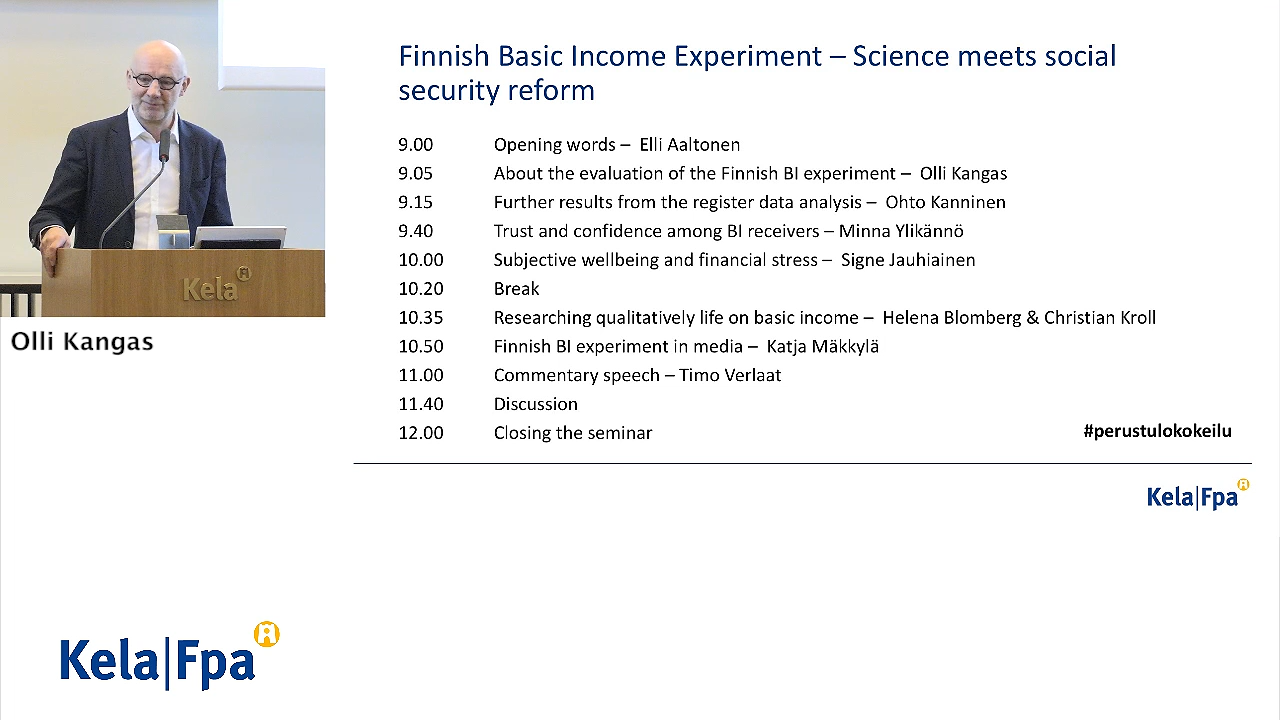 Finnish Basic Income Experiment – Science meets social
security reform
9.00 Opening words – Elli Aaltonen
9.05 About the evaluation of the Finnish BI experiment – Olli Kangas
9.15 Further results from the register data analysis – Ohto Kanninen
9.40 Trust and confidence among BI receivers – Minna Ylikännö
10.00 Subjective wellbeing and financial stress – Signe Jauhiainen
10.20 Break
10.35 Researching qualitatively life on basic income – Helena Blomberg & Christian Kroll
10.50 Finnish BI experiment in media – Katja Mäkkylä
11.00 Commentary speech – Timo Verlaat
11.40 Discussion
12.00 Closing the seminar
#perustulokokeilu
Kela|Fpa
Kela
Olli Kangas
Kela|Fpa